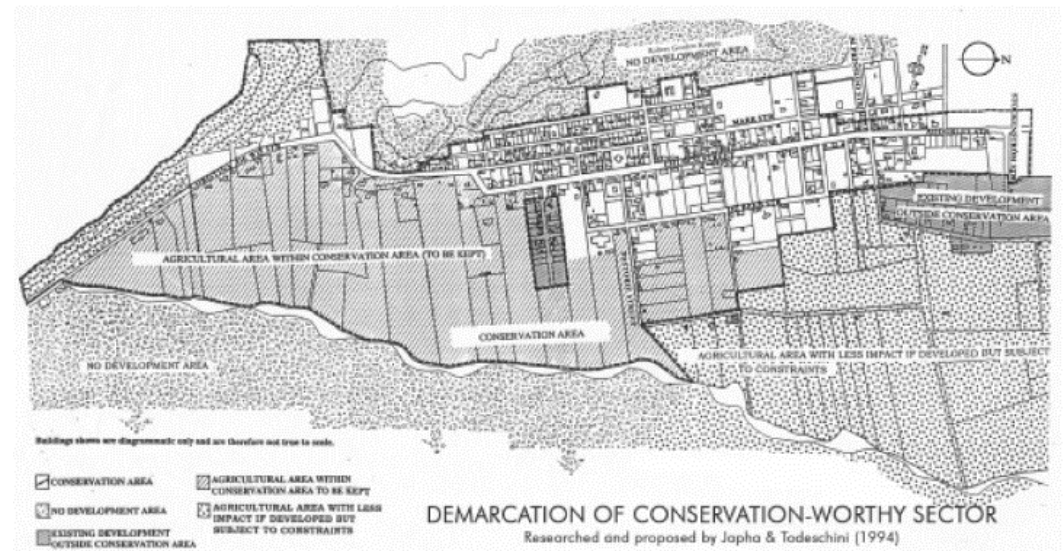 NO DEVELOPMENT AREA
N
MARK STR
EXISTING DEVELOPMENT
OUTSIDE CONSERVATION AREA
AGRICULTURAL AREA WITHIN CONSERVATION AREA (TO BE KEPT)
CONSERVATION AREA
AGRICULTURAL AREA WITH LESS IMPACT IF DEVELOPED BUT SUBJECT
TO CONSTRAINTS
NO DEVELOPMENT AREA
Buildings shown are diagrammatic only and are therefore not true to scale.
CONSERVATION AREA
NO DEVELOPMENT AREA
EXISTING DEVELOPMENT
OUTSIDE CONSERVATION AREA
AGRICULTURAL AREA WITHIN
CONSERVATION AREA TO BE KEPT
AGRICULTURAL AREA WITH LESS
IMPACT IF DEVELOPED BUT
SUBJECT TO CONSTRAINTS
DEMARCATION OF CONSERVATION-WORTHY SECTOR
Researched and proposed by Japha & Todeschini (1994)